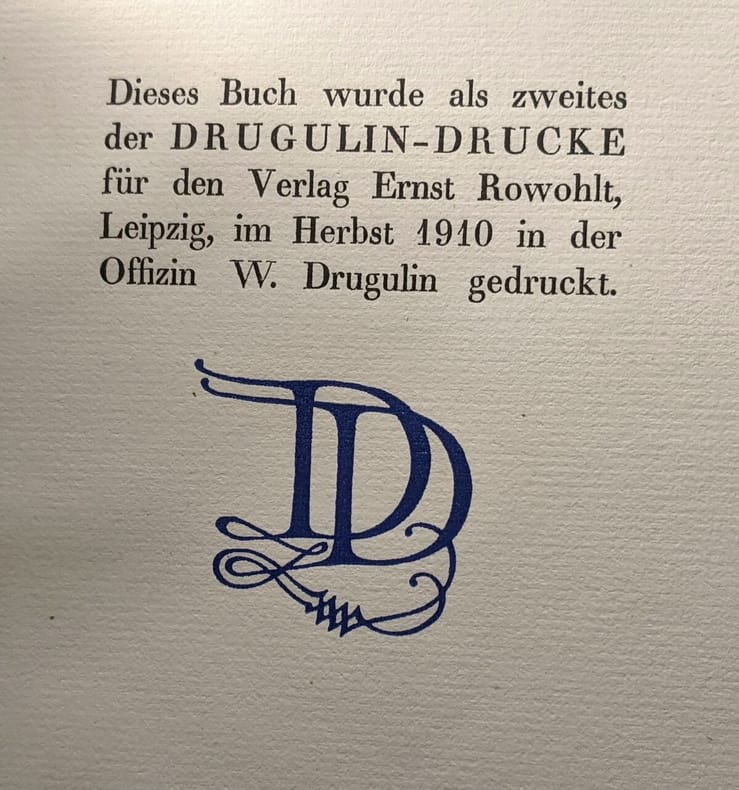 Dieses Buch wurde als zweites
der DRUGULIN-DRUCKE
für den Verlag Ernst Rowohlt,
Leipzig, im Herbst 1910 in der
Offizin W. Drugulin gedruckt.
DD